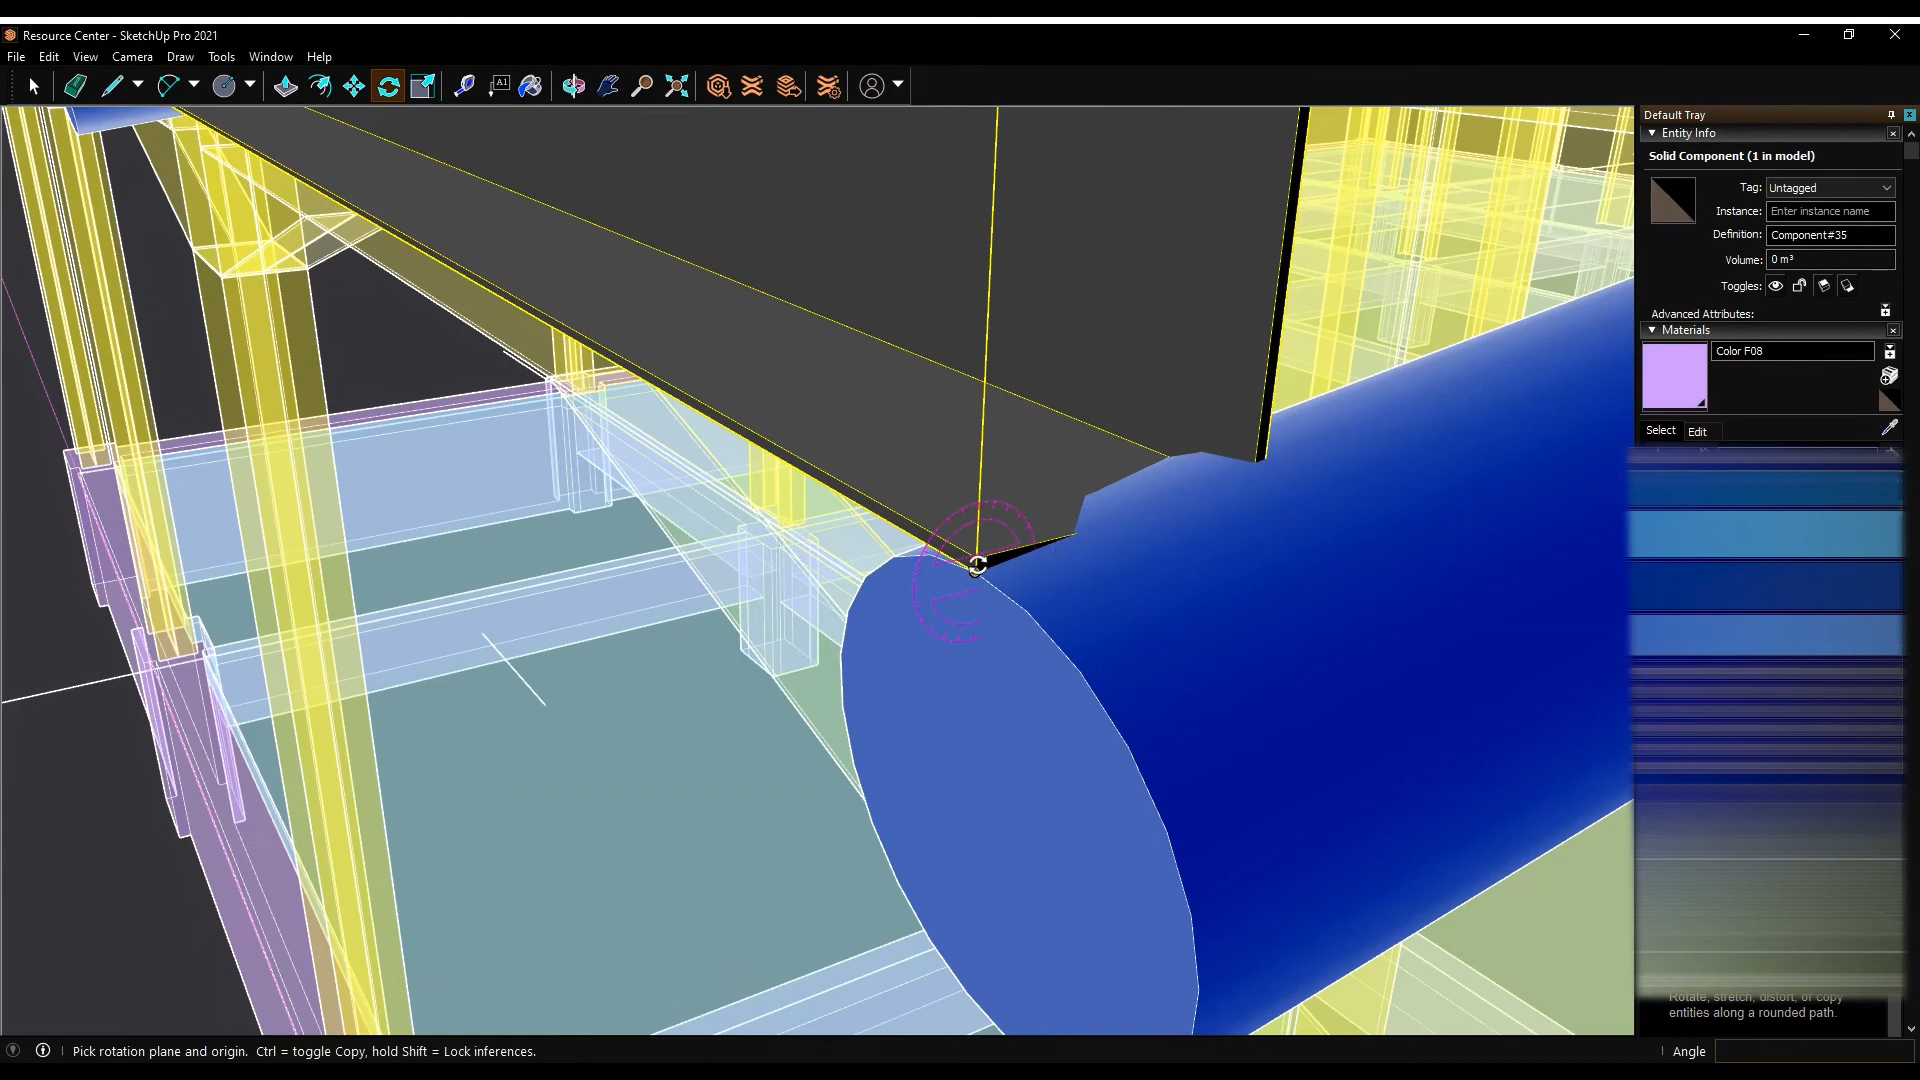 Resource Center - SketchUp Pro 2021
File Edit View Camera Draw Tools Window Help
A1
Default Tray
Entity Info
Solid Component (1 in model)
Tag: Untagged
Instance: Enter instance name
Definition: Component#35
Volume: 0 m³
Toggles:
Advanced Attributes:
Materials
Color F08
Select Edit
Rotate, stretch, distort, or copy
entities along a rounded path.
Pick rotation plane and origin. Ctrl = toggle Copy, hold Shift = Lock inferences.
Angle